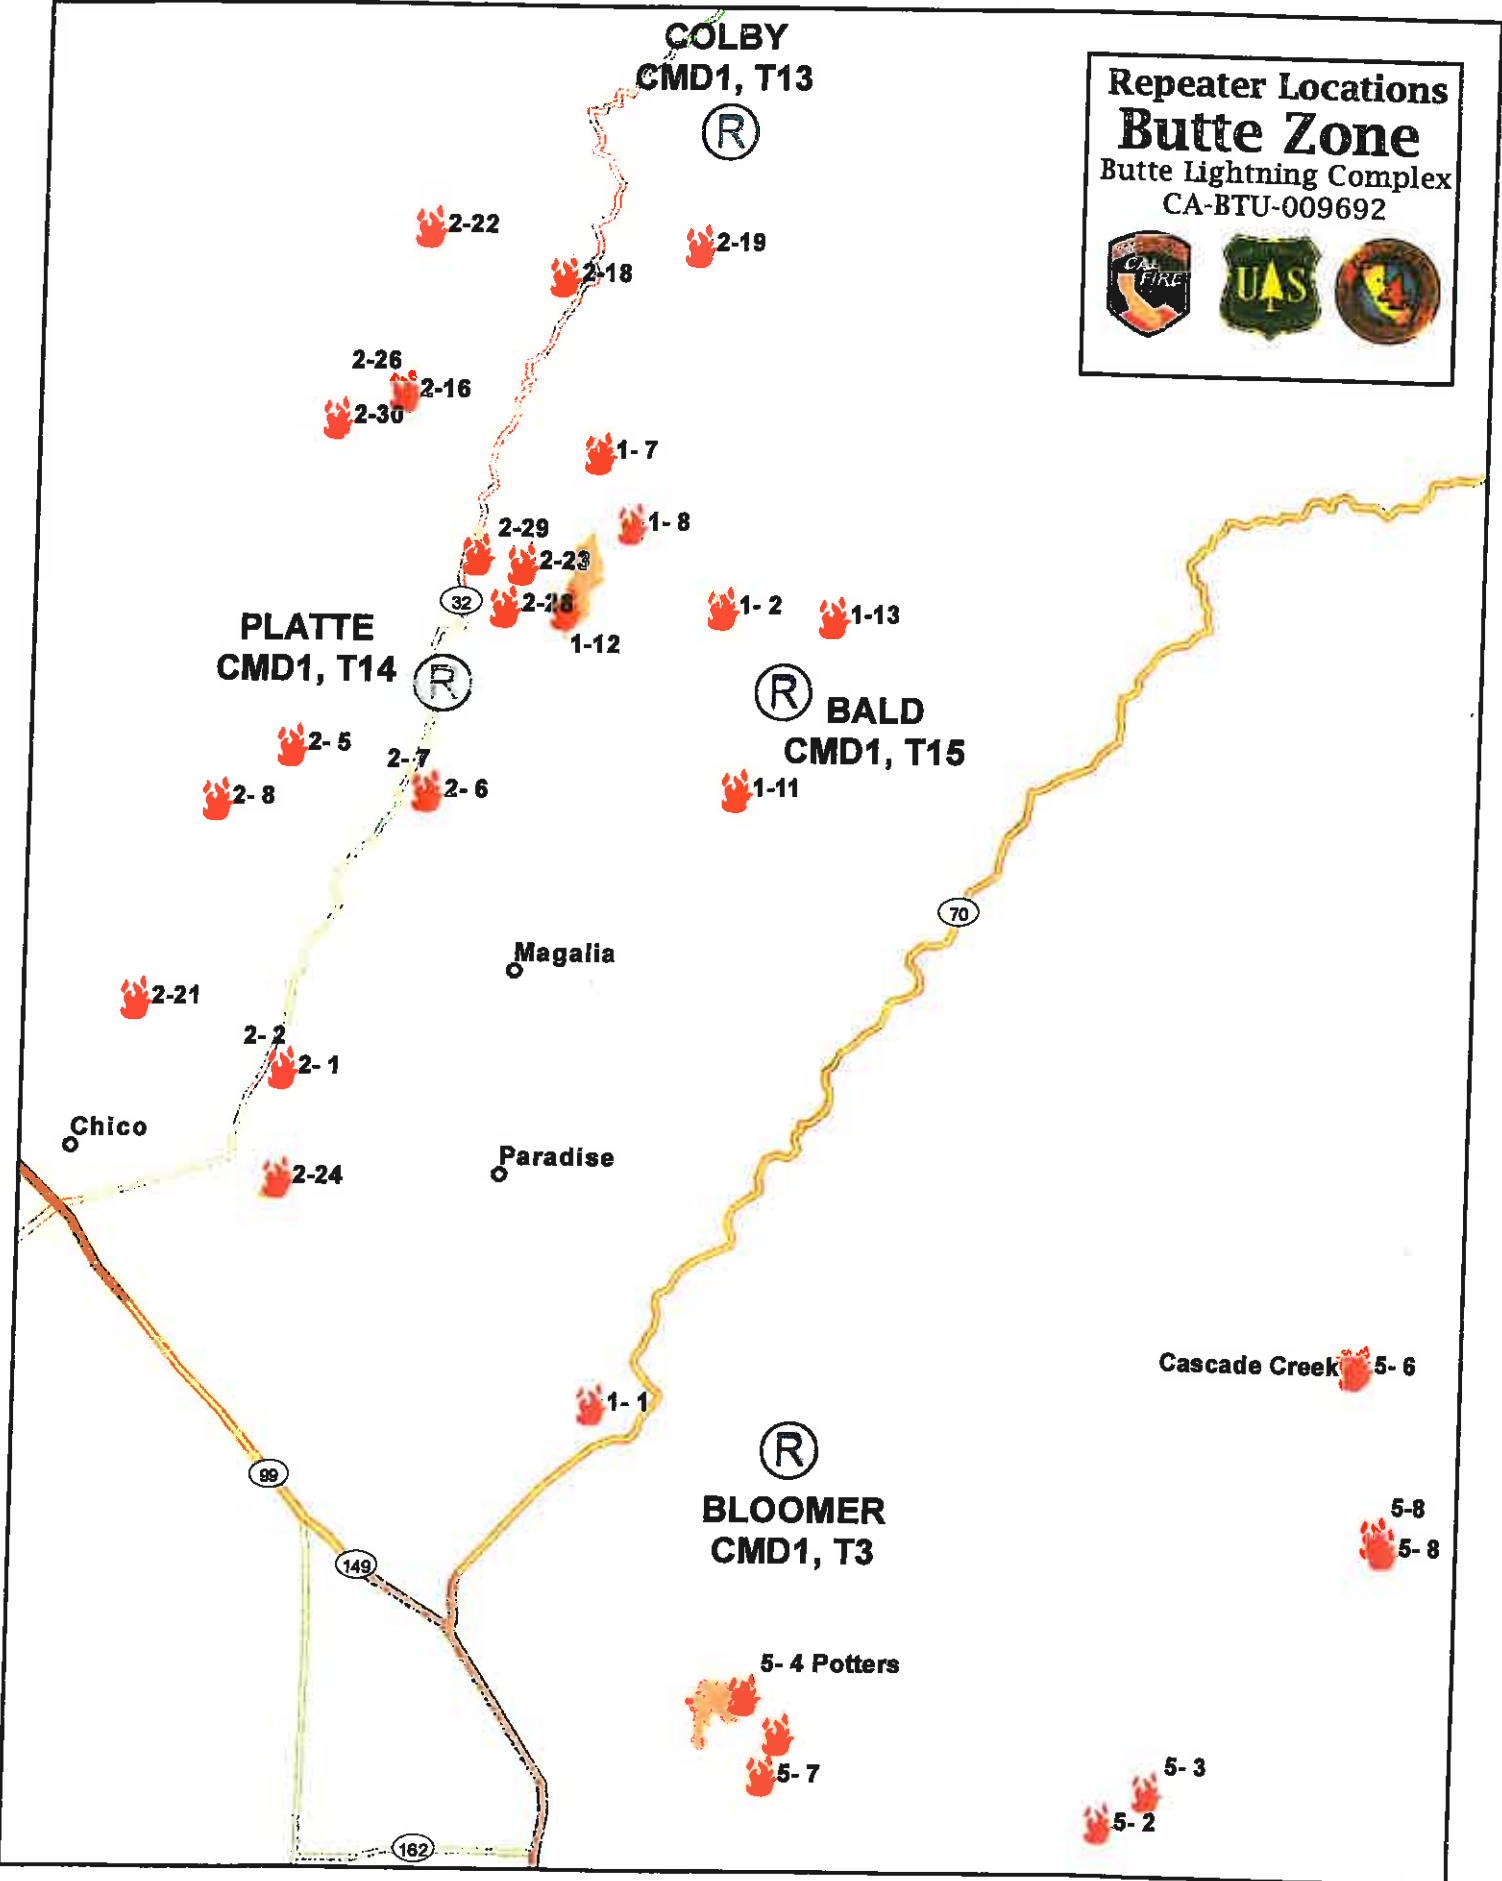 COLBY
CMD1, T13
R
Repeater Locations
Butte Zone
Butte Lightning Complex
CA-BTU-009692
CAL
FIRE
UAS
4
2-22
2-19
2-18
2-26
2-16
2-30
1- 7
1- 8
2-29
2-23
32
2-28
1- 2
1-13
1-12
PLATTE
CMD1, T14
R
R
BALD
CMD1, T15
2- 5
2- 7
2- 6
2- 8
1-11
70
Magalia
2-21
2- 2
2- 1
Chico
Paradise
2-24
Cascade Creek
5- 6
1- 1
R
99
BLOOMER
CMD1, T3
5-8
5- 8
149
5- 4 Potters
5- 7
5- 3
5- 2
162